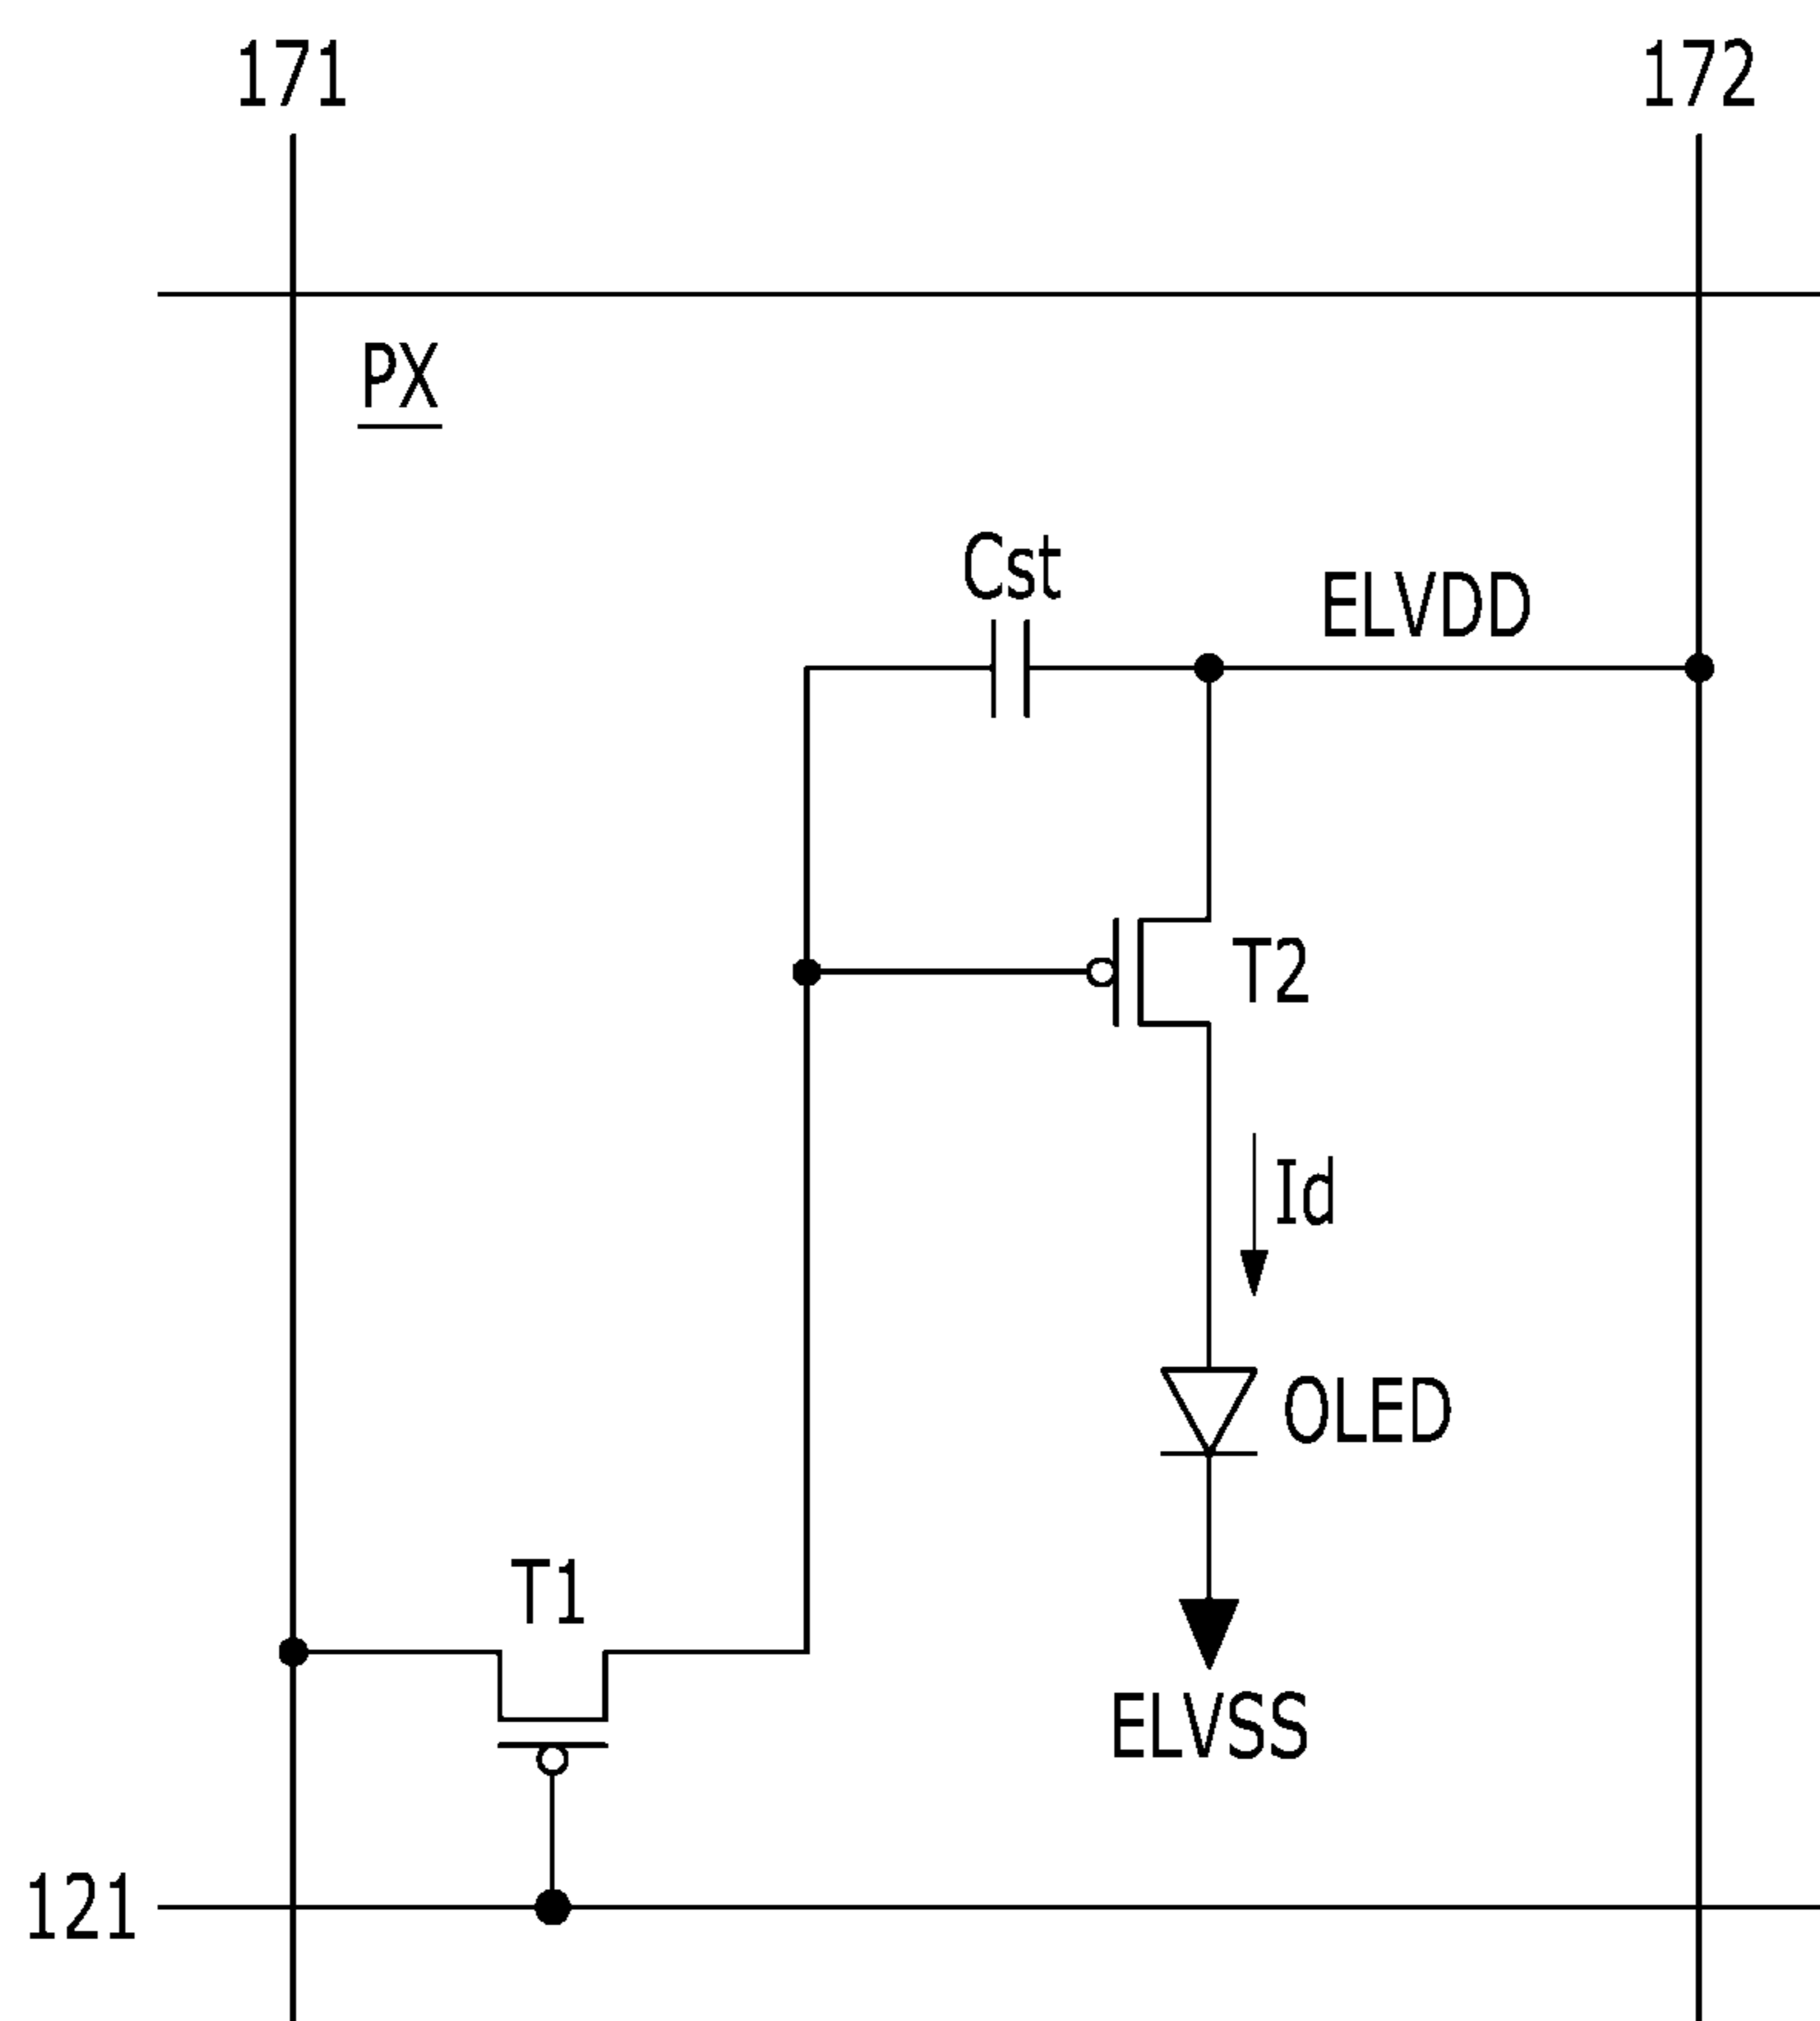 171
172
PX
Cst
ELVDD
T2
Id
OLED
T1
ELVSS
121